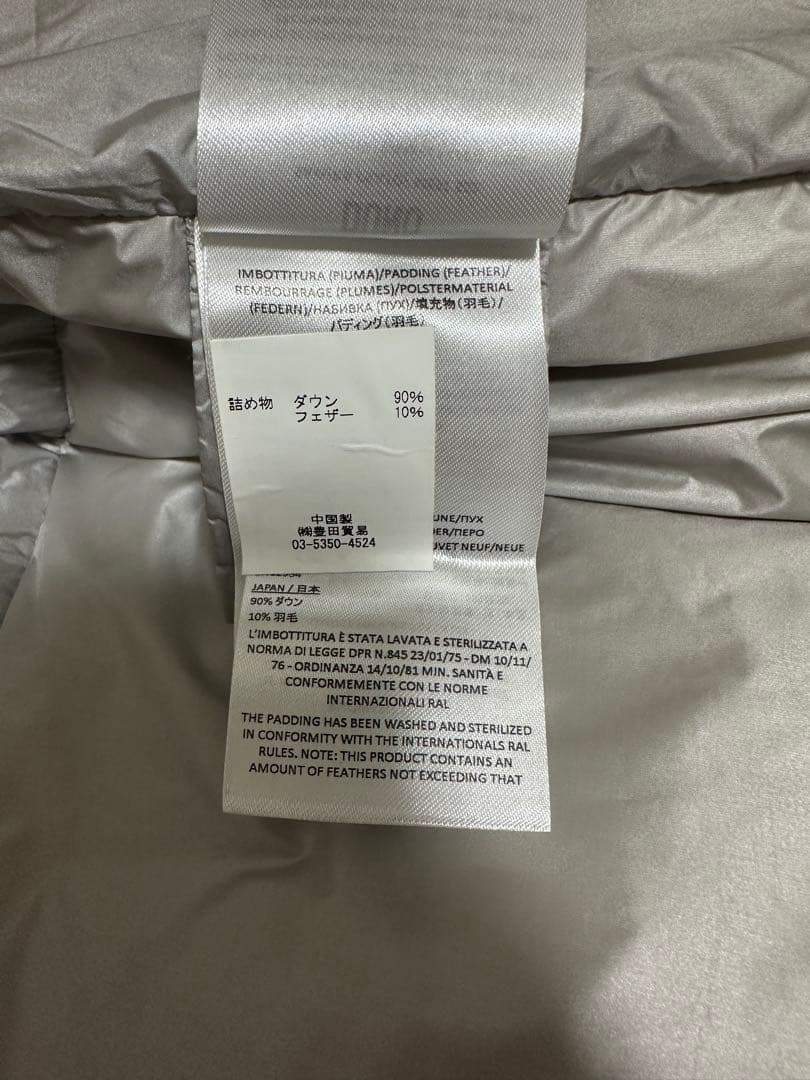 IMBOTTITURA (PIUMA)/PADDING (FEATHER)/
REMBOURRAGE (PLUMES)/POLSTERMATERIAL
(FEDERN)/НАБИВКА (ПУХ)/填充物(羽毛)/
パディング(羽毛)
詰め物 ダウン 90%
フェザー 10%
中国製
㈱豊田貿易
03-5350-4524
UNE/ПУХ
DER/ПЕРО
UVET NEUF/NEUE
JAPAN / 日本
90% ダウン
10% 羽毛
L'IMBOTTITURA È STATA LAVATA E STERILIZZATA A
NORMA DI LEGGE DPR N.845 23/01/75 - DM 10/11/
76 - ORDINANZA 14/10/81 MIN. SANITÀ E
CONFORMEMENTE CON LE NORME
INTERNAZIONALI RAL
THE PADDING HAS BEEN WASHED AND STERILIZED
IN CONFORMITY WITH THE INTERNATIONALS RAL
RULES. NOTE: THIS PRODUCT CONTAINS AN
AMOUNT OF FEATHERS NOT EXCEEDING THAT